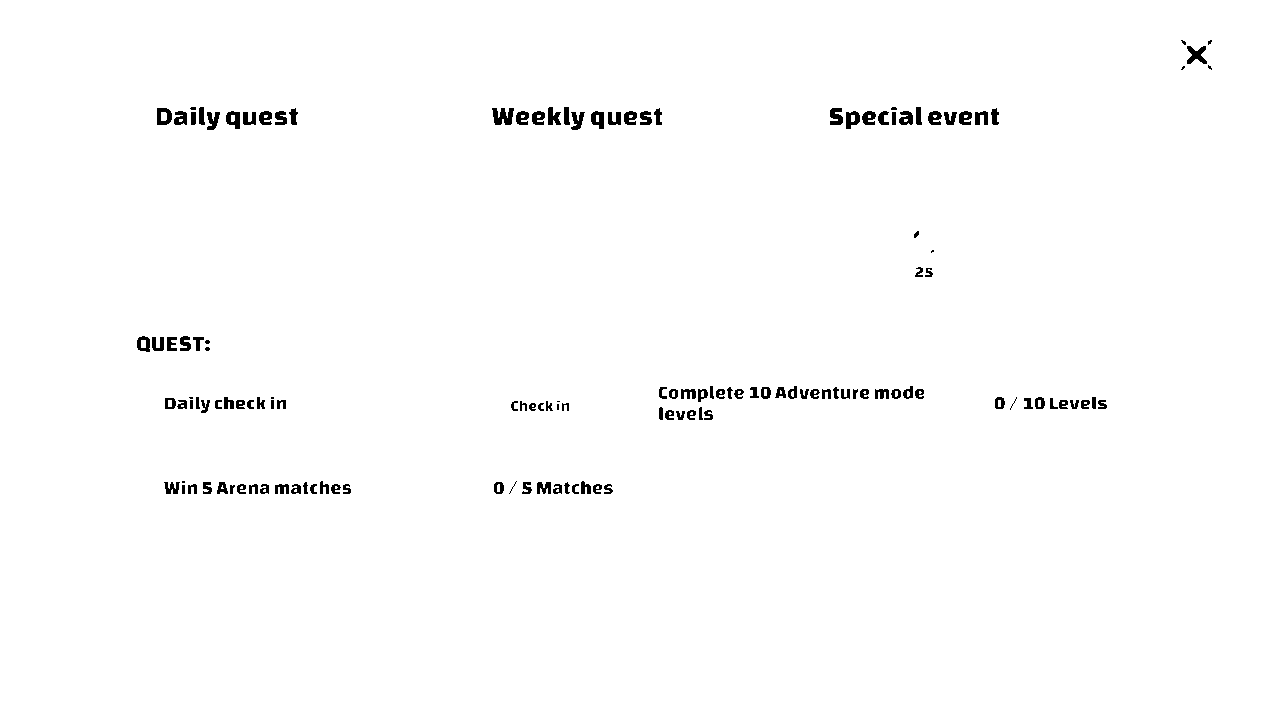 Daily quest
Weekly quest
Special event
25
QUEST:
Daily check in
Check in
Complete 10 Adventure mode
levels
0 / 10 Levels
Win 5 Arena matches
0 / 5 Matches